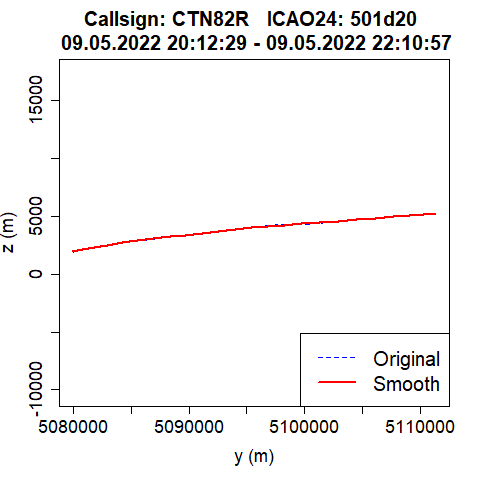 Callsign: CTN82R   ICAO24: 501d20
09.05.2022 20:12:29 - 09.05.2022 22:10:57
z (m)
15000
5000
0
-10000
Original
Smooth
5080000
5090000
5100000
5110000
y (m)